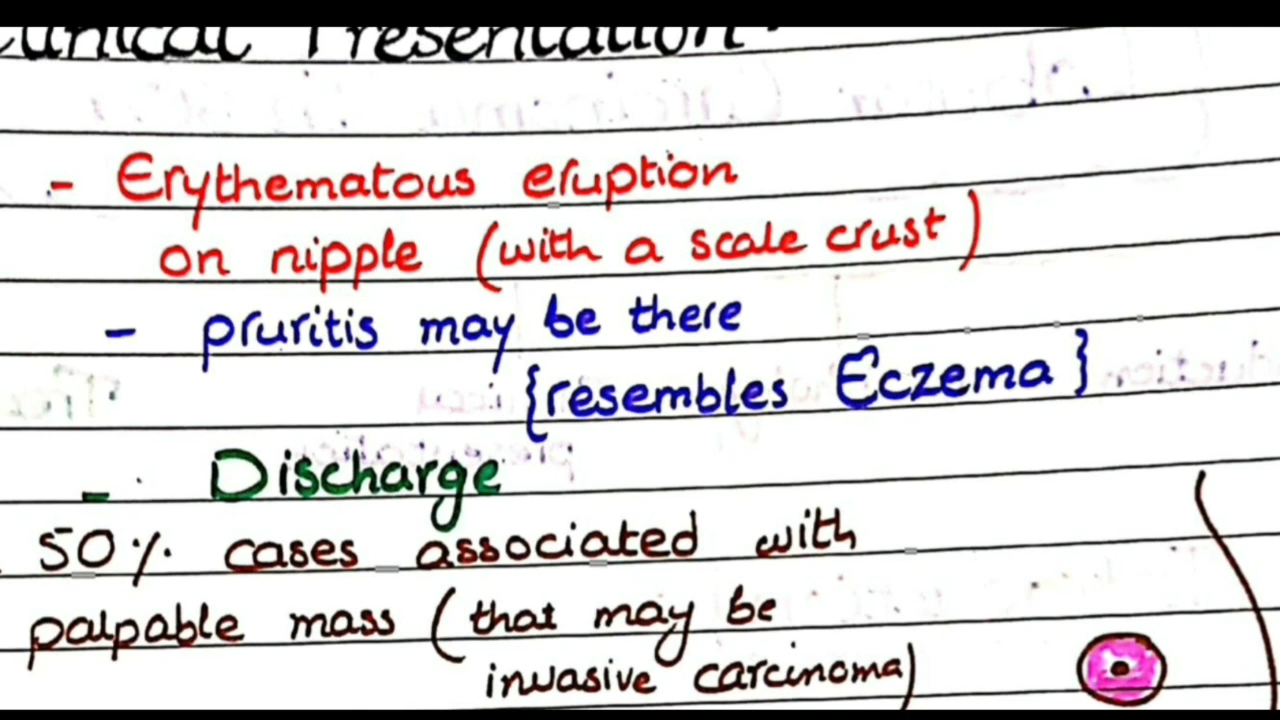 Clinical Presentation
- Erythematous eruption
on nipple (with a scale crust)
- pruritis may be there
{resembles Eczema}
- Discharge
50% cases associated with
palpable mass (that may be
invasive carcinoma)